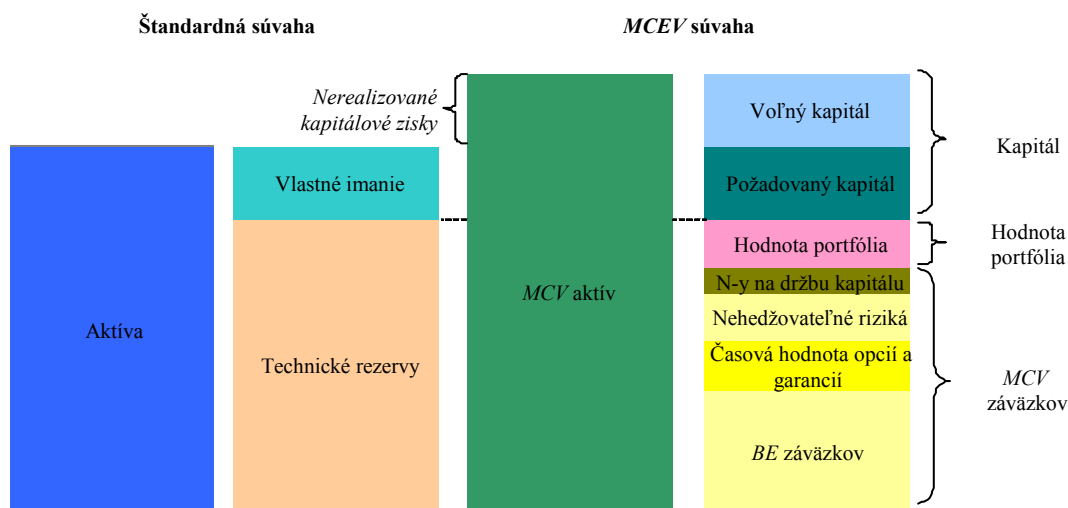 Štandardná súvaha
MCEV súvaha
Nerealizované
kapitálové zisky
Voľný kapitál
Kapitál
Vlastné imanie
Požadovaný kapitál
Hodnota portfólia
Hodnota
portfólia
N-y na držbu kapitálu
MCV aktív
Nehedžovateľné riziká
Aktíva
Technické rezervy
Časová hodnota opcií a
garancií
MCV
záväzkov
BE záväzkov